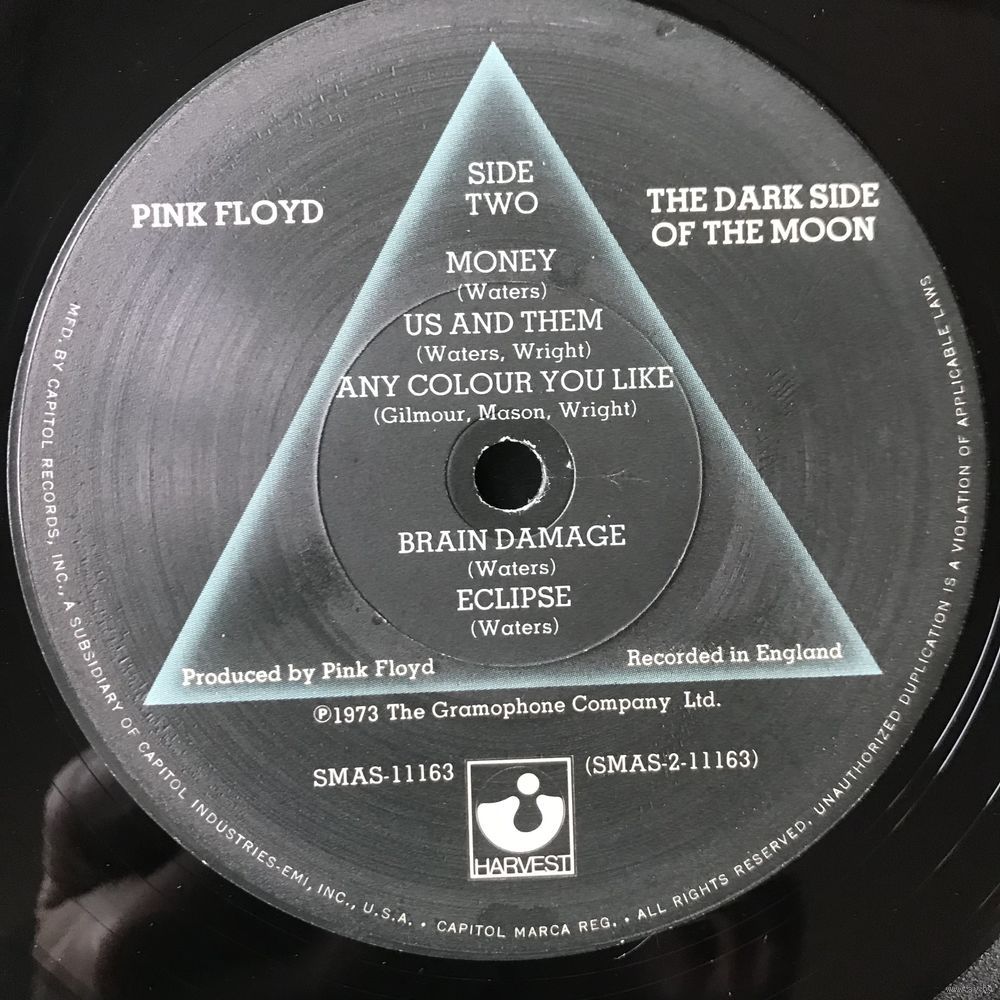 SIDE
TWO
PINK FLOYD
THE DARK SIDE
OF THE MOON
MONEY
(Waters)
US AND THEM
(Waters, Wright)
ANY COLOUR YOU LIKE
(Gilmour, Mason, Wright)
BRAIN DAMAGE
(Waters)
ECLIPSE
(Waters)
Produced by Pink Floyd
Recorded in England
℗1973 The Gramophone Company Ltd.
SMAS-11163
(SMAS-2-11163)
HARVEST
MFD. BY CAPITOL RECORDS, INC., A SUBSIDIARY OF CAPITOL INDUSTRIES-EMI, INC., U.S.A. • CAPITOL MARCA REG. • ALL RIGHTS RESERVED. UNAUTHORIZED DUPLICATION IS A VIOLATION OF APPLICABLE LAWS